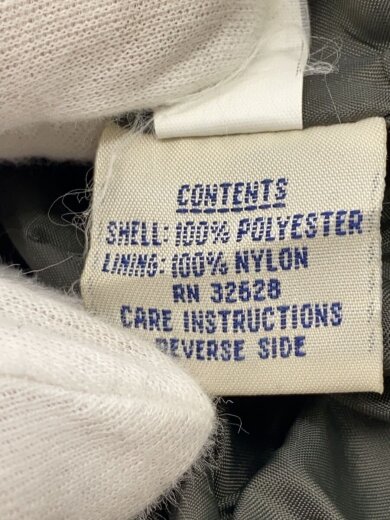 CONTENTS
SHELL: 100% POLYESTER
LINING: 100% NYLON
RN 32628
CARE INSTRUCTIONS
REVERSE SIDE